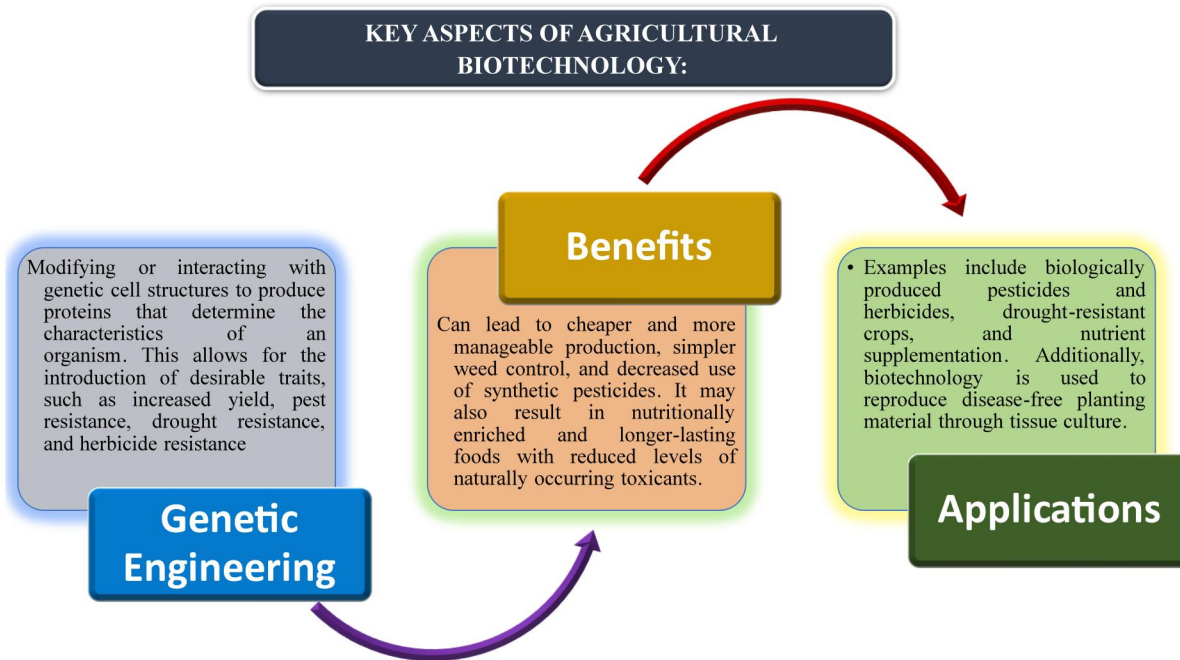 KEY ASPECTS OF AGRICULTURAL
BIOTECHNOLOGY:
Modifying or interacting with
genetic cell structures to produce
proteins that determine the
characteristics of an
organism. This allows for the
introduction of desirable traits,
such as increased yield, pest
resistance, drought resistance,
and herbicide resistance
Genetic
Engineering
Benefits
Can lead to cheaper and more
manageable production, simpler
weed control, and decreased use
of synthetic pesticides. It may
also result in nutritionally
enriched and longer-lasting
foods with reduced levels of
naturally occurring toxicants.
• Examples include biologically
produced pesticides and
herbicides, drought-resistant
crops, and nutrient
supplementation. Additionally,
biotechnology is used to
reproduce disease-free planting
material through tissue culture.
Applications